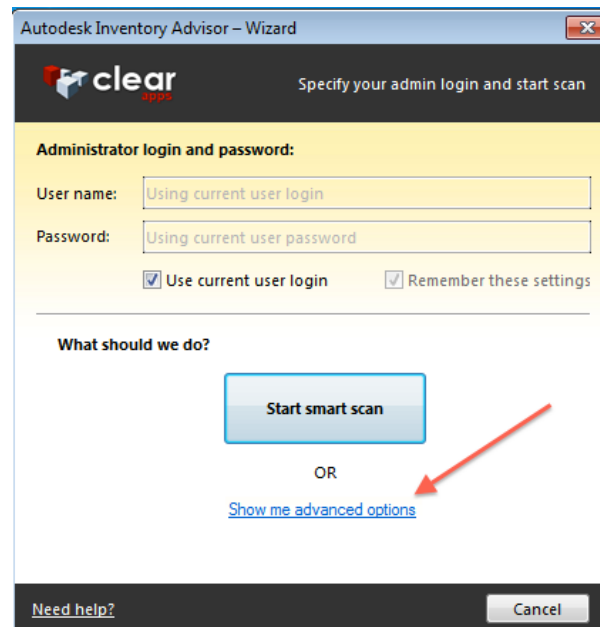 Autodesk Inventory Advisor – Wizard
clear
apps
Specify your admin login and start scan
Administrator login and password:
User name: Using current user login
Password: Using current user password
Use current user login Remember these settings
What should we do?
Start smart scan
OR
Show me advanced options
Need help? Cancel